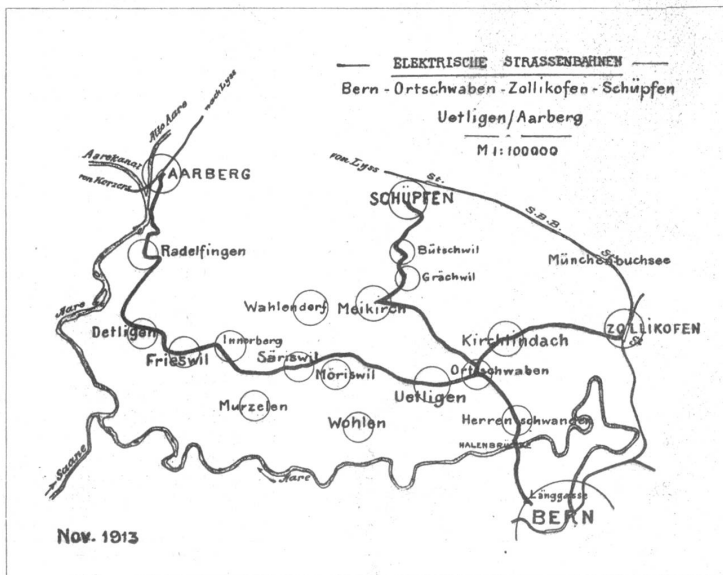 ELEKTRISCHE STRASSENBAHNEN
Bern - Ortschwaben - Zollikofen - Schüpfen
Uetligen/Aarberg
M 1:100000
nach Lyss
Alte Aare
Aarekanal
von Kerzers
AARBERG
von Lyss
St.
SCHÜPFEN
S.B.B.
Radelfingen
Bütschwil
Münchenbuchsee
Grächwil
Aare
Wahlendorf
Meikirch
Detligen
ZOLLIKOFEN
St.
Innerberg
Kirchlindach
Frieswil
Säriswil
Möriswil
Ortschwaben
Uetligen
Murzelen
Wohlen
Herrenschwanden
HALENBRÜCKE
Saane
Aare
Länggasse
BERN
Nov. 1913